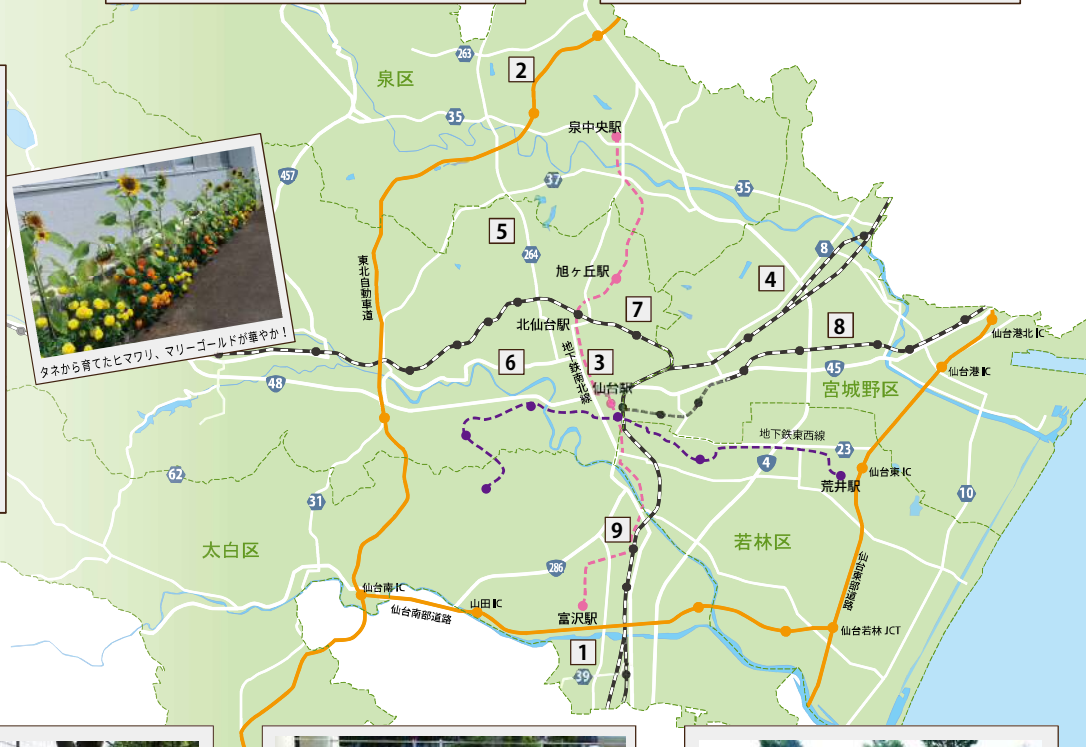 263
2
泉区
35
泉中央駅
457
37
35
5
264
8
旭ヶ丘駅
4
東北自動車道
7
北仙台駅
8
仙台港北IC
タネから育てたヒマワリ、マリーゴールドが華やか！
地下鉄南北線
6
3
45
仙台港IC
48
仙台駅
宮城野区
地下鉄東西線
23
62
4
仙台東IC
荒井駅
31
10
9
太白区
若林区
286
仙台東部道路
仙台南IC
山田IC
仙台南部道路
富沢駅
仙台若林JCT
1
39